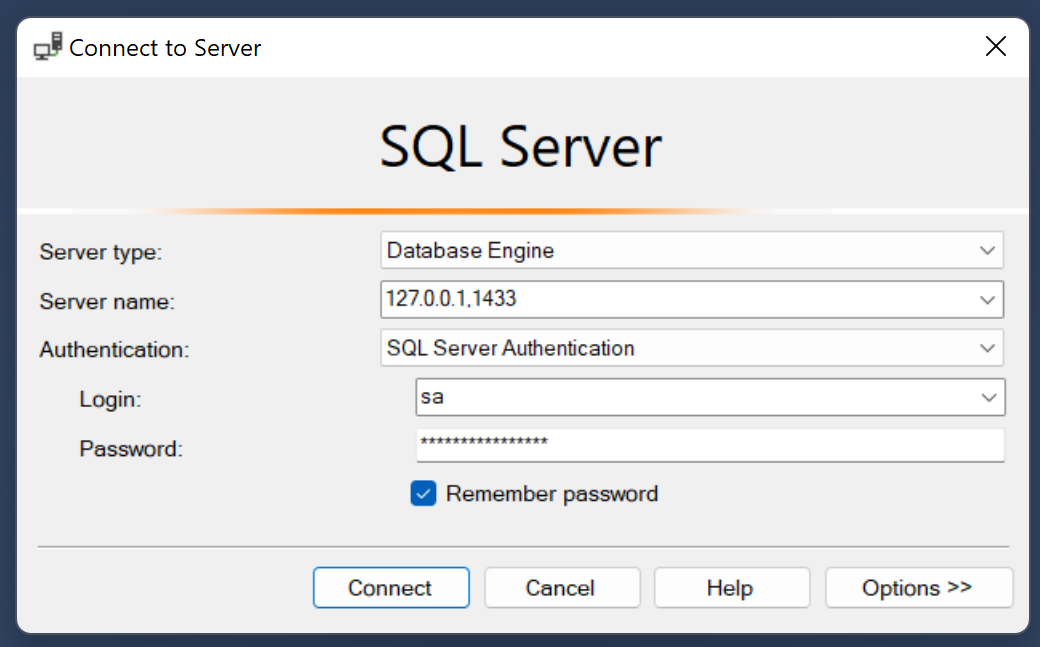 Connect to Server
SQL Server
Server type: Database Engine
Server name: 127.0.0.1,1433
Authentication: SQL Server Authentication
Login: sa
Password: ****************
Remember password
Connect Cancel Help Options >>